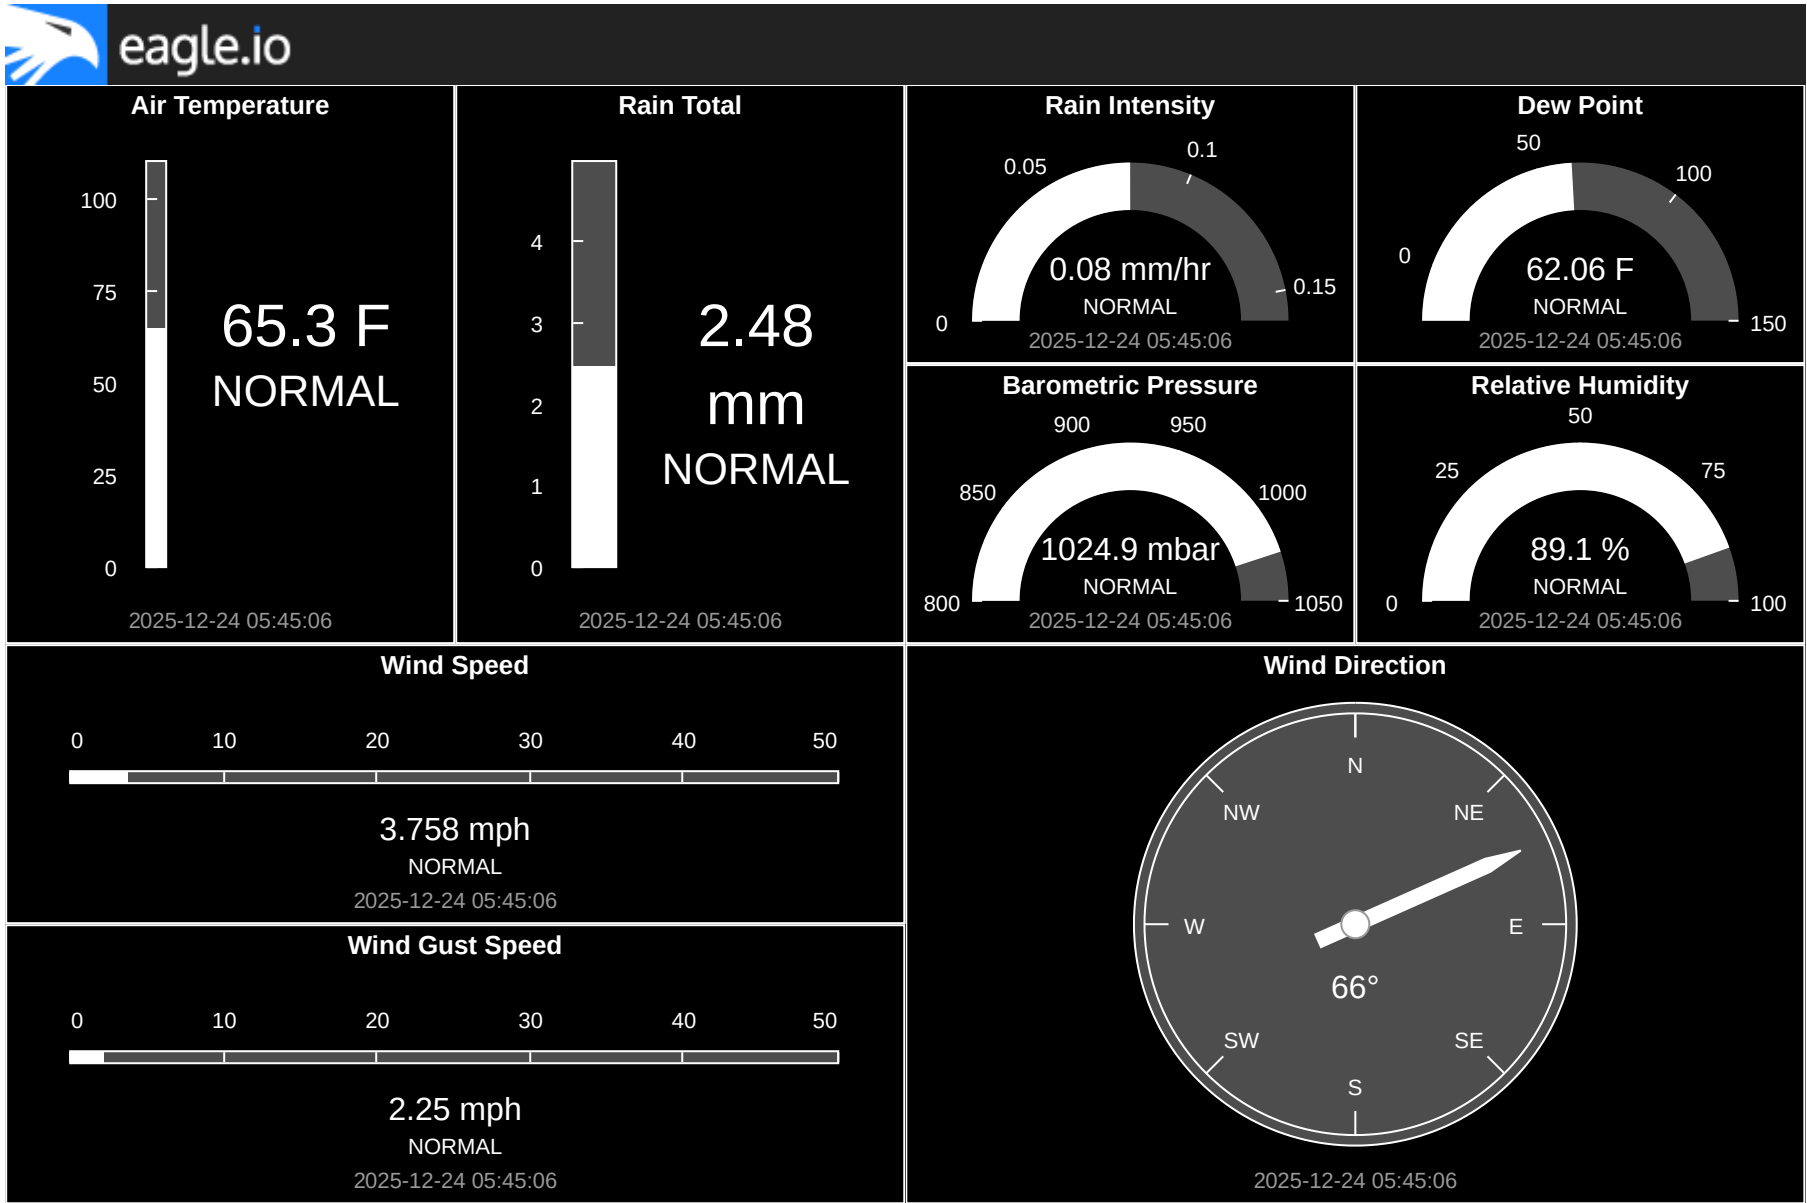 eagle.io
Air Temperature
100
75
50
25
0
65.3 F
NORMAL
2025-12-24 05:45:06
Rain Total
4
3
2
1
0
2.48
mm
NORMAL
2025-12-24 05:45:06
Rain Intensity
0
0.05
0.1
0.15
0.08 mm/hr
NORMAL
2025-12-24 05:45:06
Dew Point
0
50
100
150
62.06 F
NORMAL
2025-12-24 05:45:06
Barometric Pressure
800
850
900
950
1000
1050
1024.9 mbar
NORMAL
2025-12-24 05:45:06
Relative Humidity
0
25
50
75
100
89.1 %
NORMAL
2025-12-24 05:45:06
Wind Speed
0 10 20 30 40 50
3.758 mph
NORMAL
2025-12-24 05:45:06
Wind Gust Speed
0 10 20 30 40 50
2.25 mph
NORMAL
2025-12-24 05:45:06
Wind Direction
N
NW NE
W E
66°
SW SE
S
2025-12-24 05:45:06